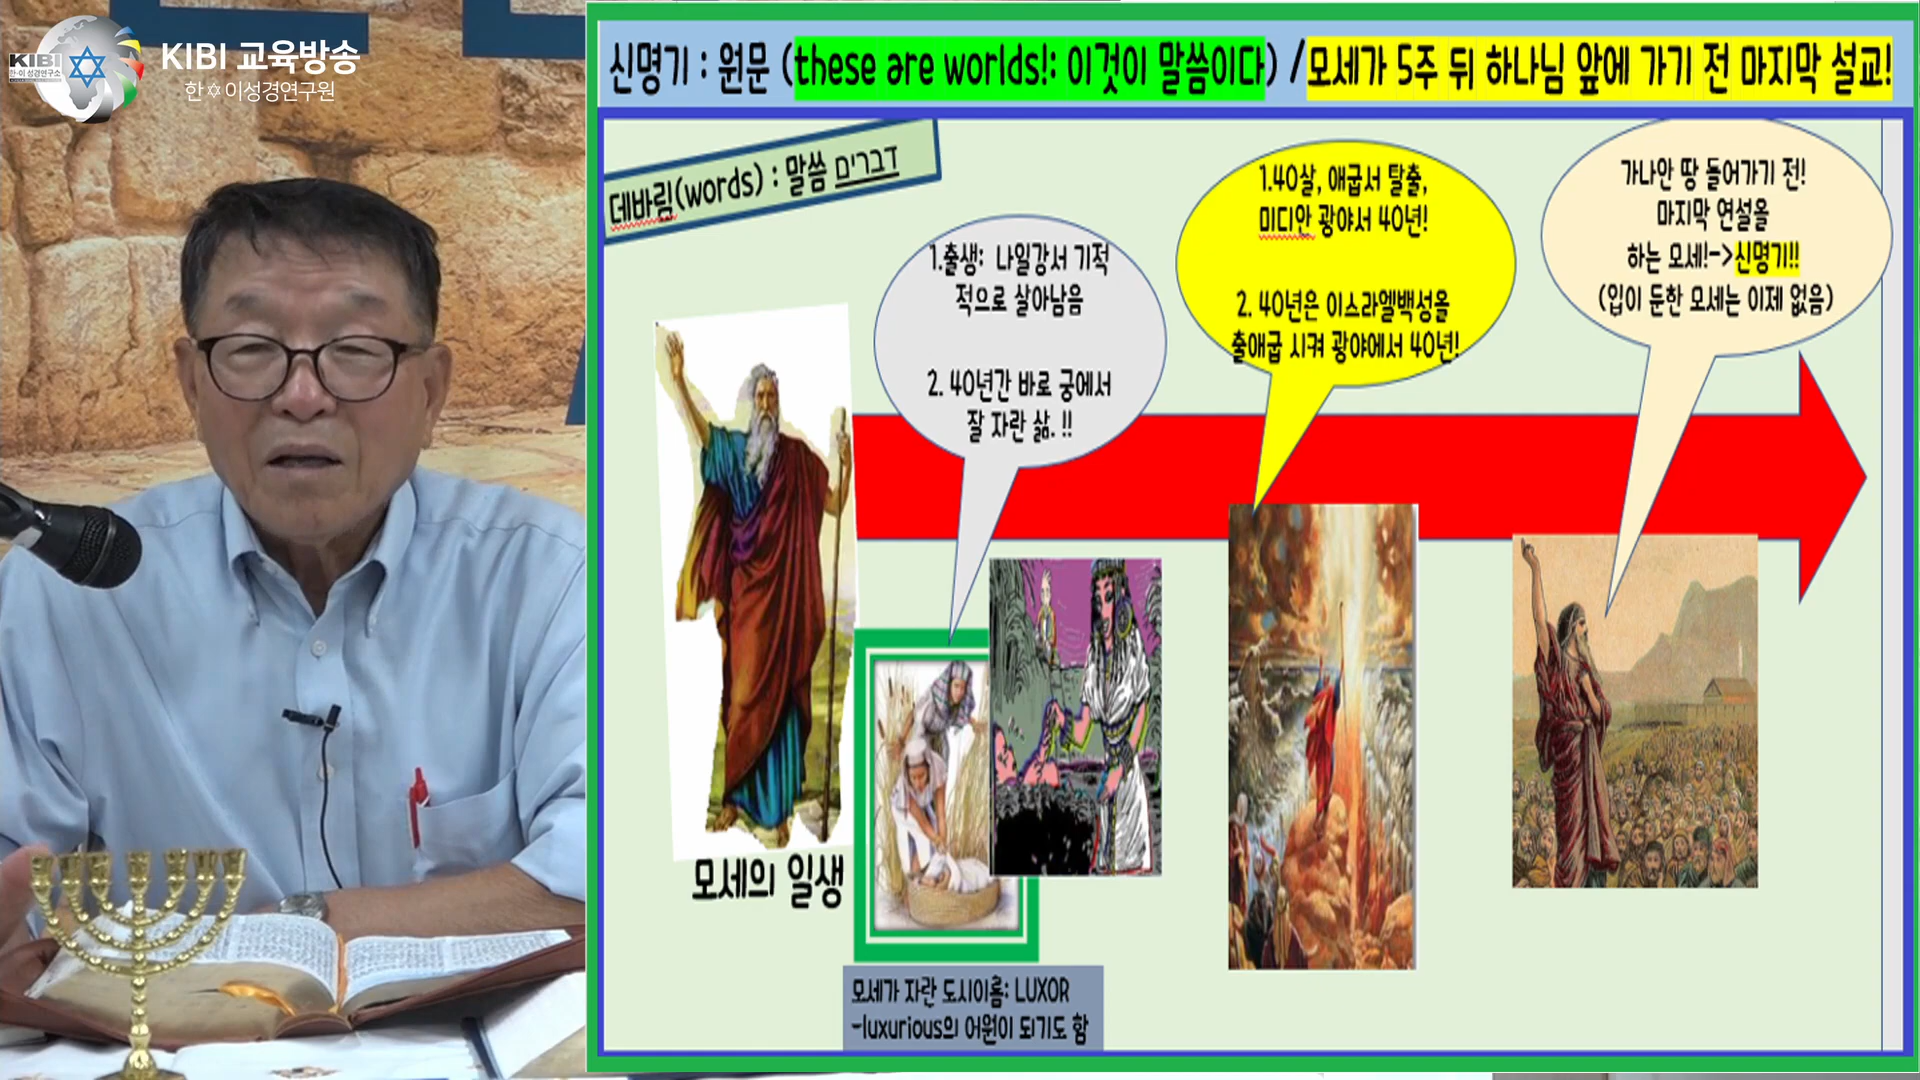 KIBI
한·이 성경연구소
KIBI 교육방송
한✡이성경연구원
신명기 : 원문 (these are worlds!: 이것이 말씀이다) /모세가 5주 뒤 하나님 앞에 가기 전 마지막 설교!
데바림(words) : 말씀 דברים
1.출생: 나일강서 기적
적으로 살아남음
2. 40년간 바로 궁에서
잘 자란 삶. !!
1.40살, 애굽서 탈출,
미디안 광야서 40년!
2. 40년은 이스라엘백성을
출애굽 시켜 광야에서 40년!
가나안 땅 들어가기 전!
마지막 연설을
하는 모세!->신명기!!
(입이 둔한 모세는 이제 없음)
모세의 일생
모세가 자란 도시이름: LUXOR
-luxurious의 어원이 되기도 함